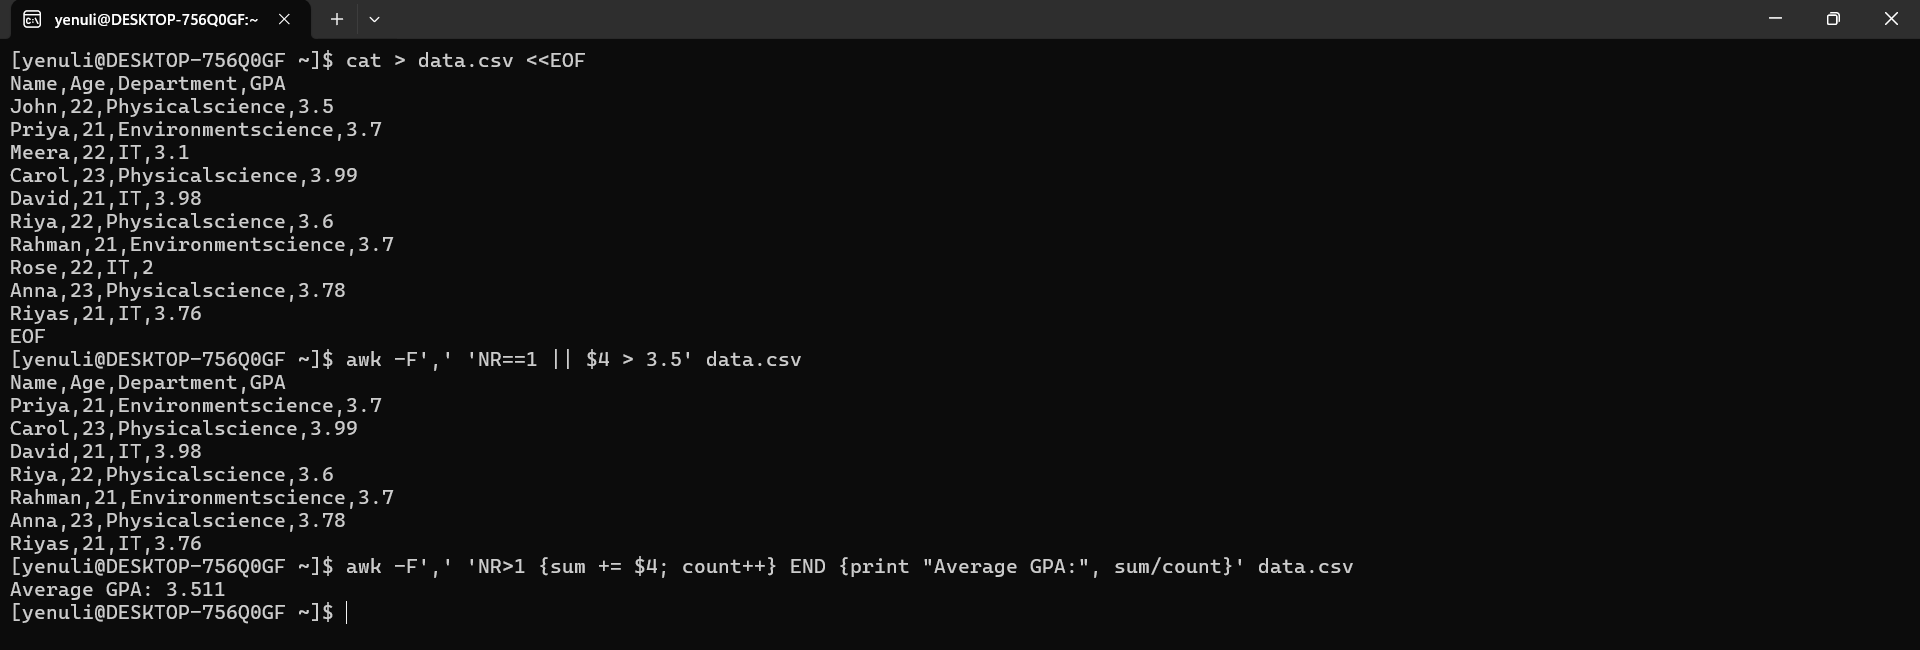 yenuli@DESKTOP-756Q0GF:~
[yenuli@DESKTOP-756Q0GF ~]$ cat > data.csv <<EOF
Name,Age,Department,GPA
John,22,Physicalscience,3.5
Priya,21,Environmentscience,3.7
Meera,22,IT,3.1
Carol,23,Physicalscience,3.99
David,21,IT,3.98
Riya,22,Physicalscience,3.6
Rahman,21,Environmentscience,3.7
Rose,22,IT,2
Anna,23,Physicalscience,3.78
Riyas,21,IT,3.76
EOF
[yenuli@DESKTOP-756Q0GF ~]$ awk -F',' 'NR==1 || $4 > 3.5' data.csv
Name,Age,Department,GPA
Priya,21,Environmentscience,3.7
Carol,23,Physicalscience,3.99
David,21,IT,3.98
Riya,22,Physicalscience,3.6
Rahman,21,Environmentscience,3.7
Anna,23,Physicalscience,3.78
Riyas,21,IT,3.76
[yenuli@DESKTOP-756Q0GF ~]$ awk -F',' 'NR>1 {sum += $4; count++} END {print "Average GPA:", sum/count}' data.csv
Average GPA: 3.511
[yenuli@DESKTOP-756Q0GF ~]$